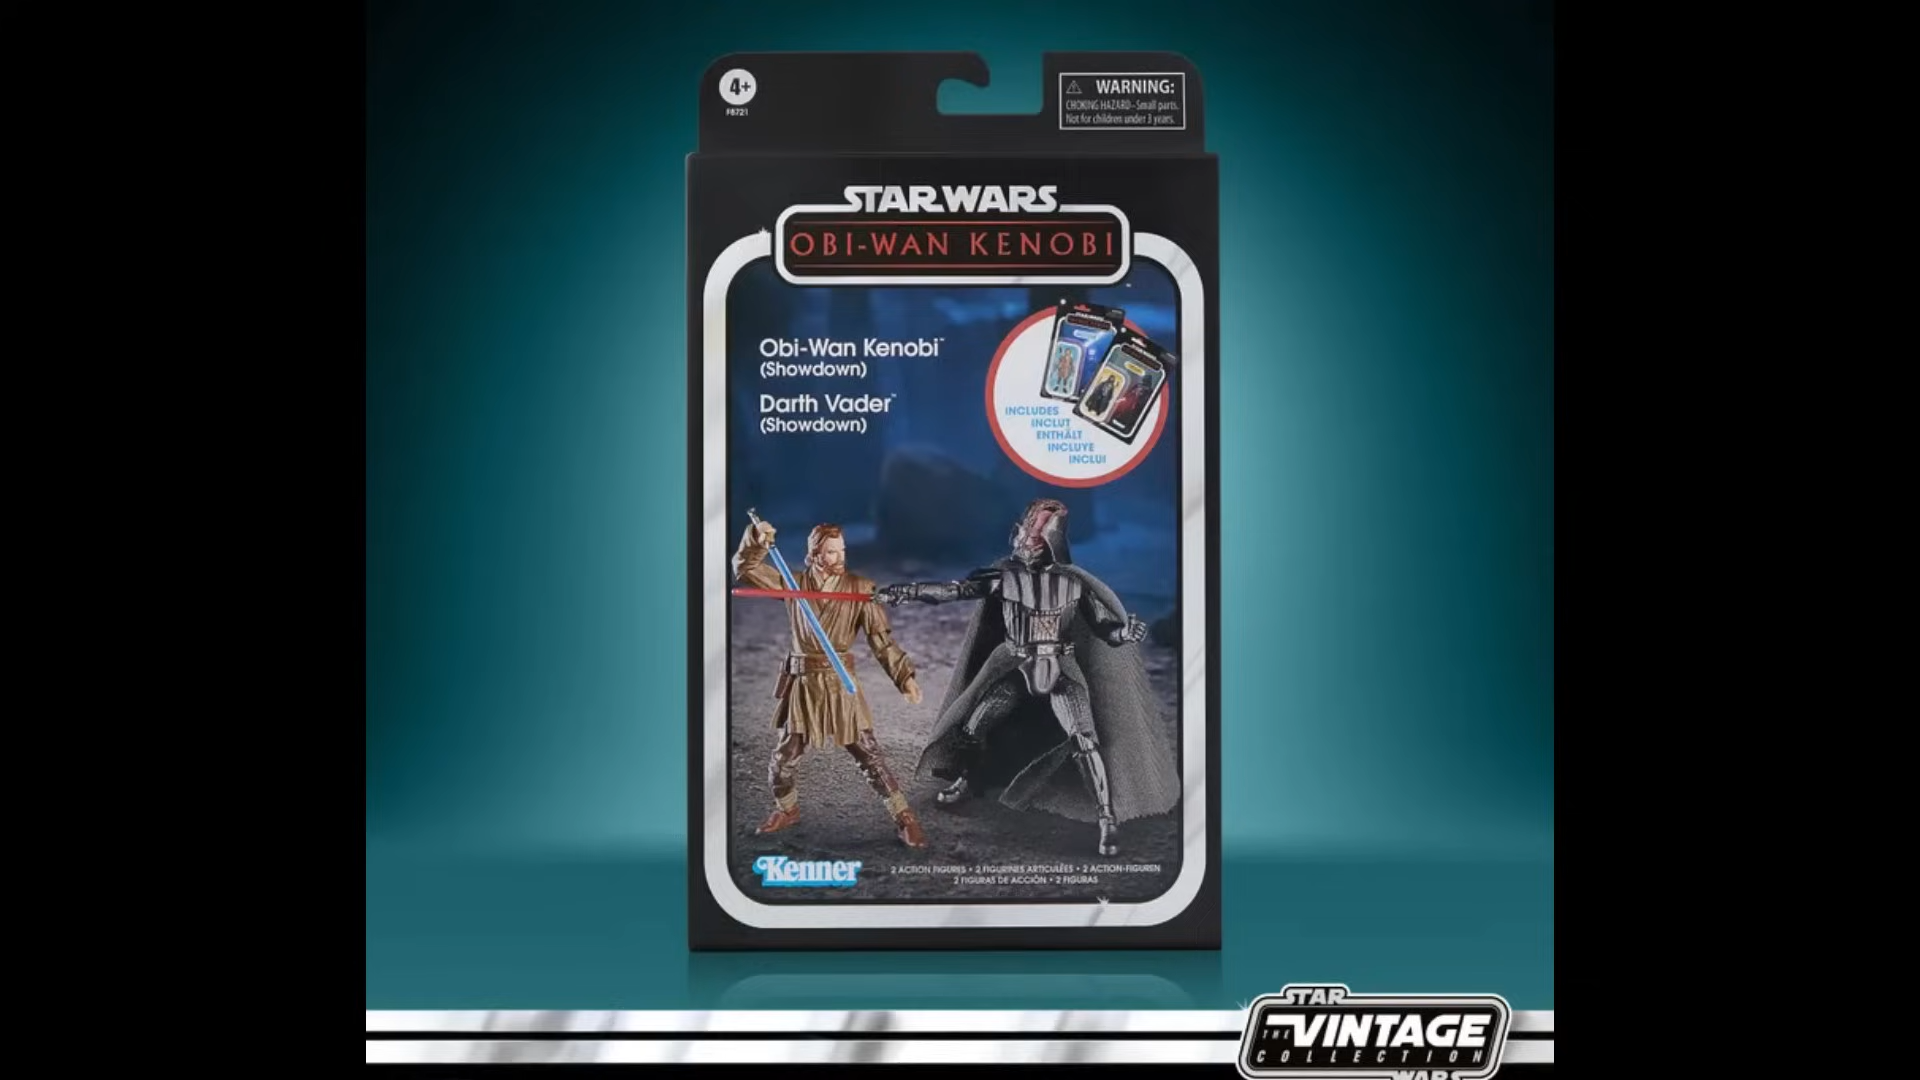 4+
F8721
WARNING:
CHOKING HAZARD–Small parts.
Not for children under 3 years.
STAR WARS
OBI-WAN KENOBI
Obi-Wan Kenobi™
(Showdown)
Darth Vader™
(Showdown)
INCLUDES
INCLUT
ENTHÄLT
INCLUYE
INCLUI
Kenner
2 ACTION FIGURES • 2 FIGURINES ARTICULÉES • 2 ACTION-FIGUREN
2 FIGURAS DE ACCIÓN • 2 FIGURAS
STAR
THE VINTAGE
COLLECTION
WARS